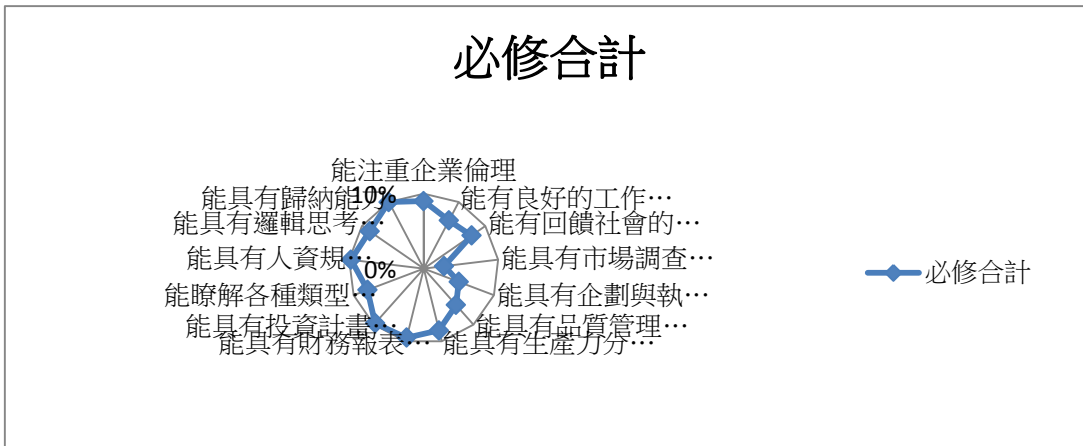 必修合計
能注重企業倫理
能具有歸納能力
10%
能有良好的工作…
能具有邏輯思考…
能有回饋社會的…
能具有人資規…
0%
能具有市場調查…
必修合計
能瞭解各種類型…
能具有企劃與執…
能具有投資計畫…
能具有品質管理…
能具有財務報表…
能具有生產力分…